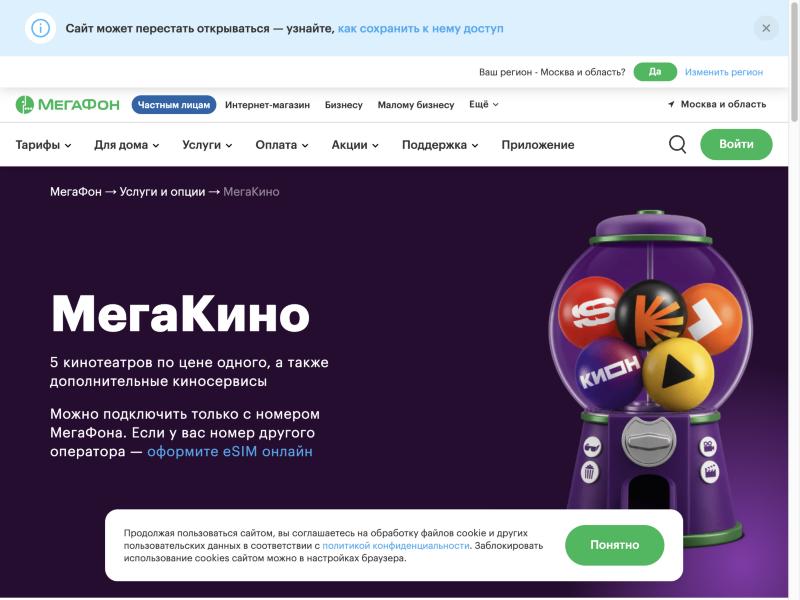 Сайт может перестать открываться — узнайте, как сохранить к нему доступ
Ваш регион - Москва и область? Да Изменить регион
МЕГАФОН Частным лицам Интернет-магазин Бизнесу Малому бизнесу Ещё Москва и область
Тарифы Для дома Услуги Оплата Акции Поддержка Приложение Войти
МегаФон → Услуги и опции → МегаКино
МегаКино
5 кинотеатров по цене одного, а также
дополнительные киносервисы
Можно подключить только с номером
МегаФона. Если у вас номер другого
оператора — оформите eSIM онлайн
КИОН
Продолжая пользоваться сайтом, вы соглашаетесь на обработку файлов cookie и других
пользовательских данных в соответствии с политикой конфиденциальности. Заблокировать
использование cookies сайтом можно в настройках браузера.
Понятно